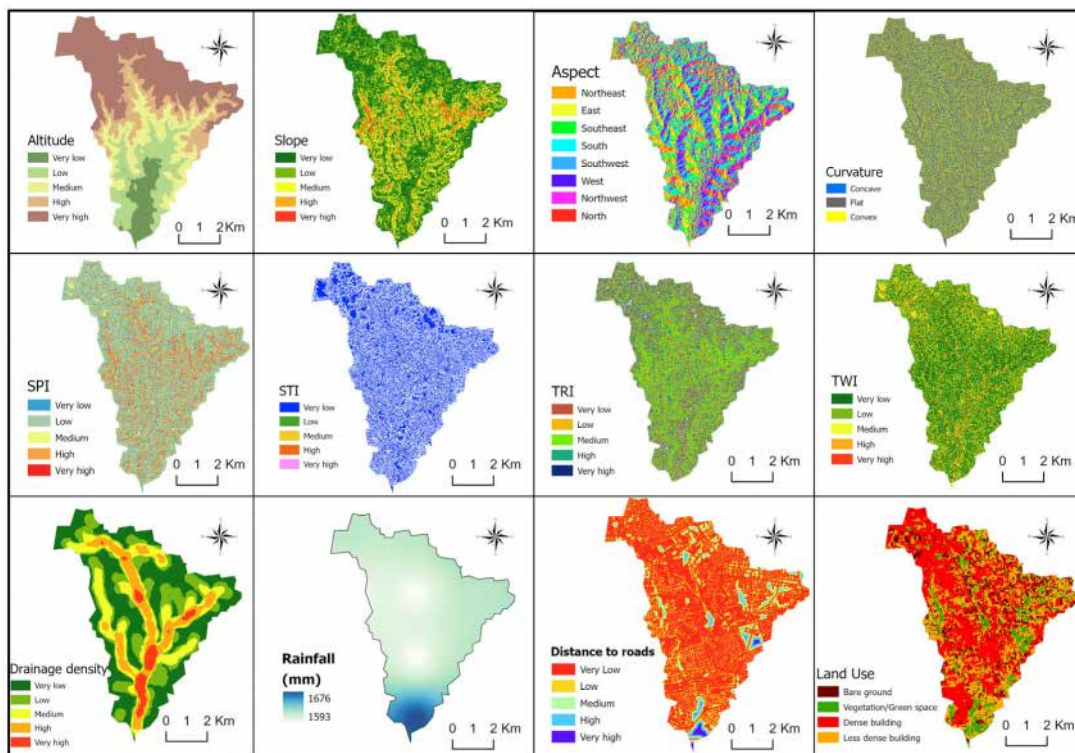 Altitude
Very low
Low
Medium
High
Very high
0 1 2 Km
Slope
Very low
Low
Medium
High
Very high
0 1 2 Km
Aspect
Northeast
East
Southeast
South
Southwest
West
Northwest
North
0 1 2 Km
Curvature
Concave
Flat
Convex
0 1 2 Km
SPI
Very low
Low
Medium
High
Very high
0 1 2 Km
STI
Very low
Low
Medium
High
Very high
0 1 2 Km
TRI
Very low
Low
Medium
High
Very high
0 1 2 Km
TWI
Very low
Low
Medium
High
Very high
0 1 2 Km
Drainage density
Very low
Low
Medium
High
Very high
0 1 2 Km
Rainfall
(mm)
1676
1593
0 1 2 Km
Distance to roads
Very Low
Low
Medium
High
Very high
0 1 2 Km
Land Use
Bare ground
Vegetation/Green space
Dense building
Less dense building
0 1 2 Km